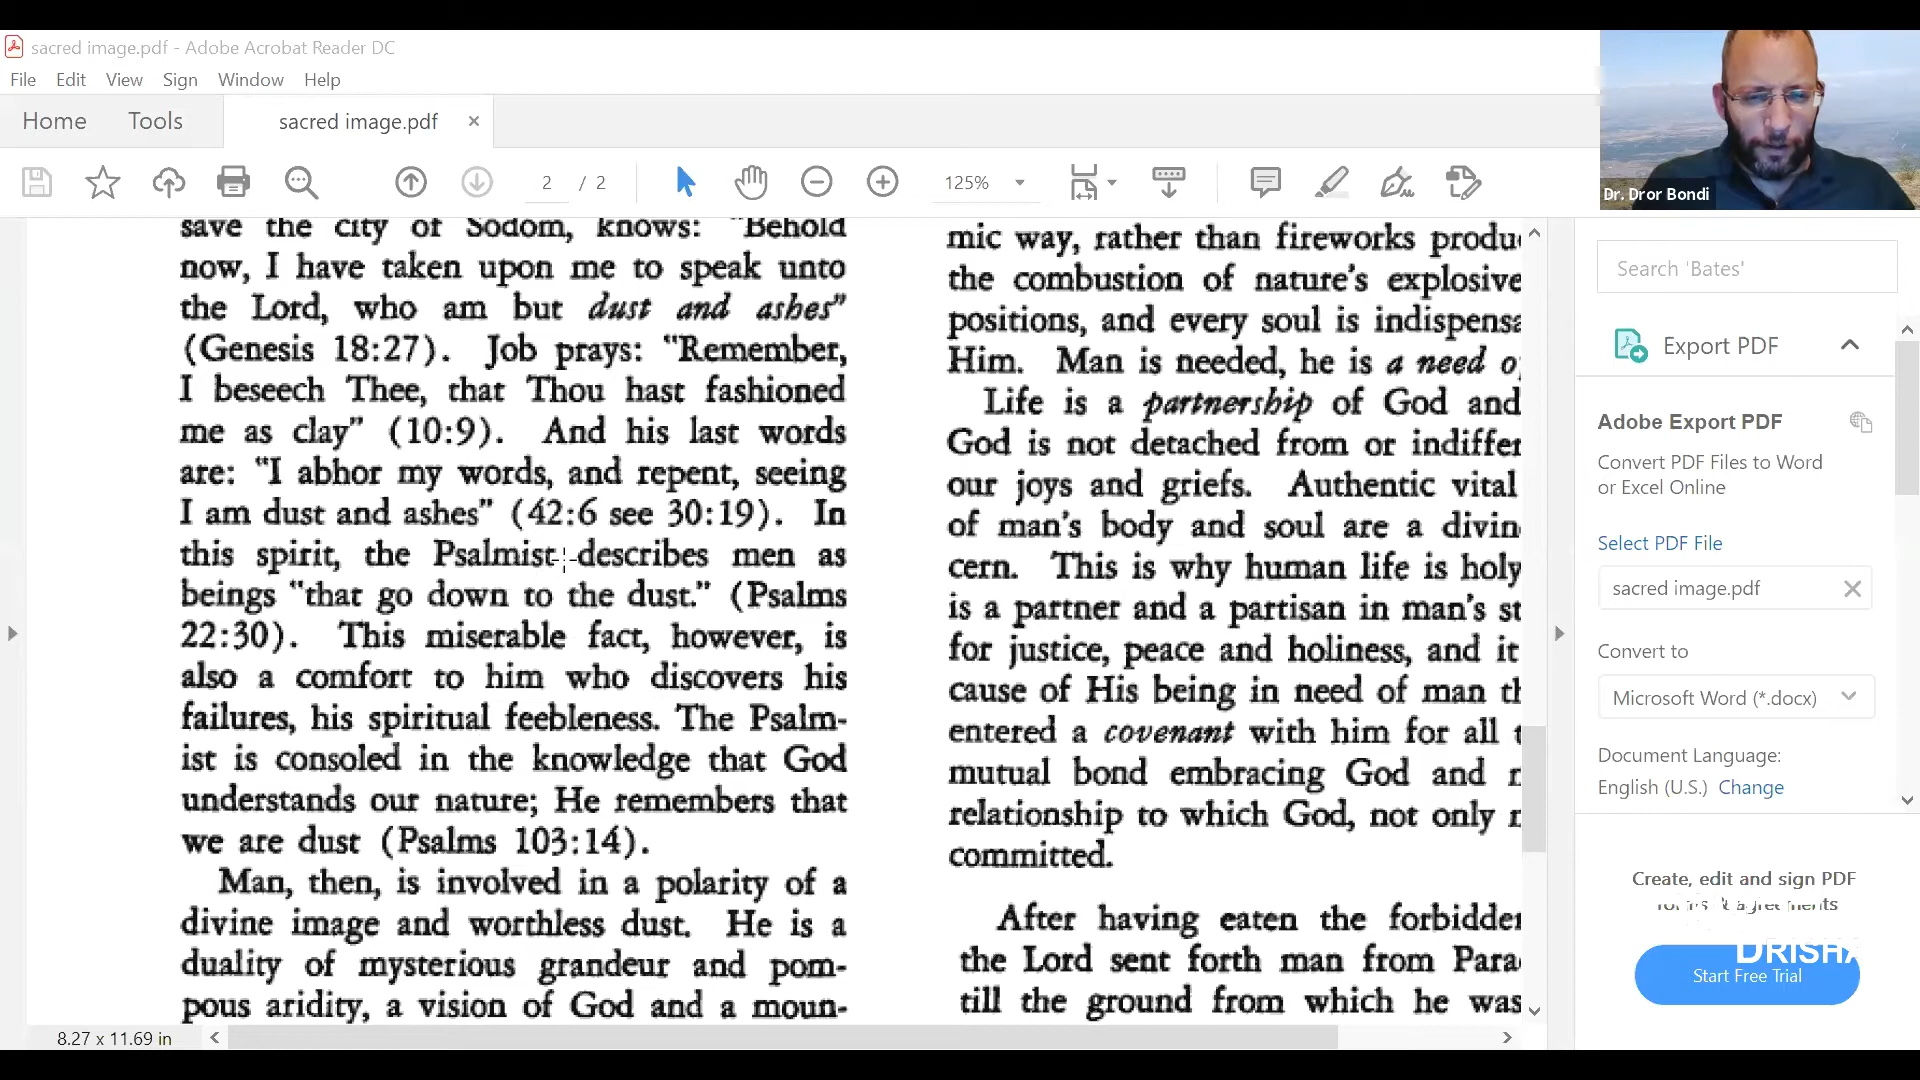 sacred image.pdf - Adobe Acrobat Reader DC
File Edit View Sign Window Help
Home Tools sacred image.pdf
2 / 2 125%
Dr. Dror Bondi
save the city of Sodom, knows: "Behold
now, I have taken upon me to speak unto
the Lord, who am but dust and ashes"
(Genesis 18:27). Job prays: "Remember,
I beseech Thee, that Thou hast fashioned
me as clay" (10:9). And his last words
are: "I abhor my words, and repent, seeing
I am dust and ashes" (42:6 see 30:19). In
this spirit, the Psalmist describes men as
beings "that go down to the dust." (Psalms
22:30). This miserable fact, however, is
also a comfort to him who discovers his
failures, his spiritual feebleness. The Psalm-
ist is consoled in the knowledge that God
understands our nature; He remembers that
we are dust (Psalms 103:14).
Man, then, is involved in a polarity of a
divine image and worthless dust. He is a
duality of mysterious grandeur and pom-
pous aridity, a vision of God and a moun-
mic way, rather than fireworks produ
the combustion of nature's explosive
positions, and every soul is indispensa
Him. Man is needed, he is a need o
Life is a partnership of God and
God is not detached from or indiffer
our joys and griefs. Authentic vital
of man's body and soul are a divin
cern. This is why human life is holy
is a partner and a partisan in man's st
for justice, peace and holiness, and it
cause of His being in need of man th
entered a covenant with him for all t
mutual bond embracing God and
relationship to which God, not only
committed.
After having eaten the forbidden
the Lord sent forth man from Para
till the ground from which he was
8.27 x 11.69 in
Search 'Bates'
Export PDF
Adobe Export PDF
Convert PDF Files to Word
or Excel Online
Select PDF File
sacred image.pdf
Convert to
Microsoft Word (*.docx)
Document Language:
English (U.S.) Change
Create, edit and sign PDF
DRISHA
Start Free Trial